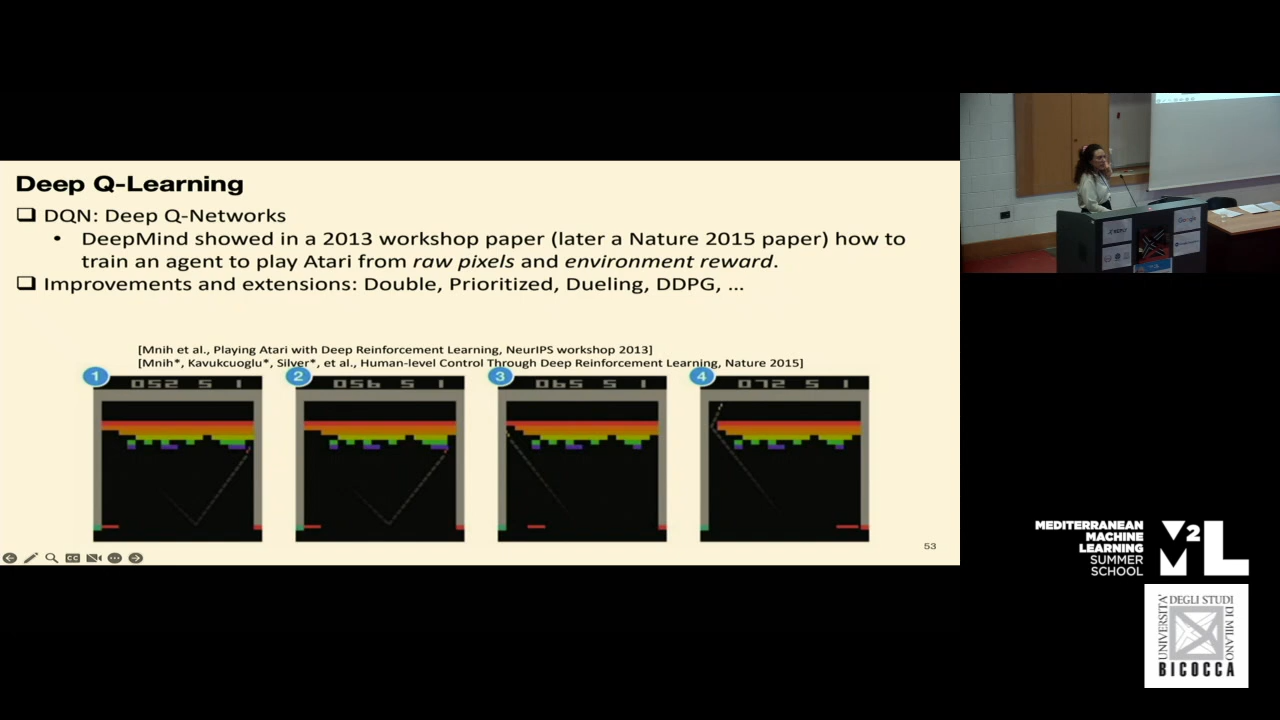 Deep Q-Learning
DQN: Deep Q-Networks
• DeepMind showed in a 2013 workshop paper (later a Nature 2015 paper) how to
train an agent to play Atari from raw pixels and environment reward.
Improvements and extensions: Double, Prioritized, Dueling, DDPG, ...
[Mnih et al., Playing Atari with Deep Reinforcement Learning, NeurIPS workshop 2013]
[Mnih*, Kavukcuoglu*, Silver*, et al., Human-level Control Through Deep Reinforcement Learning, Nature 2015]
1 2 3 4
052 5 1 056 5 1 065 5 1 072 5 1
53
CC
Google
MEDITERRANEAN
MACHINE
LEARNING
SUMMER
SCHOOL
M2L
UNIVERSITÀ DEGLI STUDI DI MILANO
BICOCCA